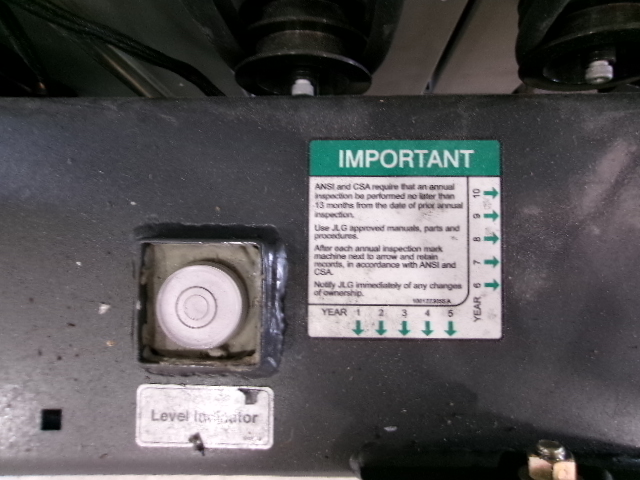 IMPORTANT
ANSI and CSA require that an annual
inspection be performed no later than
13 months from the date of prior annual
inspection.
Use JLG approved manuals, parts and
procedures.
After each annual inspection mark
machine next to arrow and retain
records, in accordance with ANSI and
CSA.
Notify JLG immediately of any changes
of ownership.
YEAR 1 2 3 4 5
YEAR 6 7 8 9 10
Level Indicator